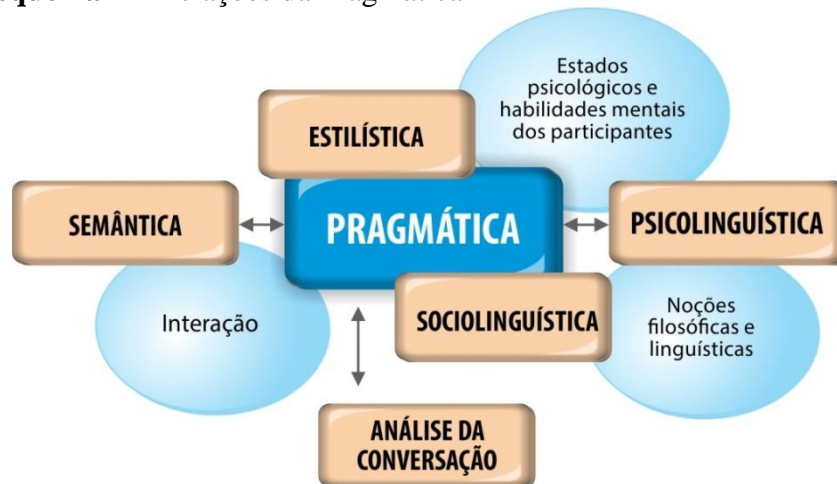 Estados
psicológicos e
habilidades mentais
dos participantes
ESTILÍSTICA
SEMÂNTICA
PRAGMÁTICA
PSICOLINGUÍSTICA
Interação
SOCIOLINGUÍSTICA
Noções
filosóficas e
linguísticas
ANÁLISE DA
CONVERSAÇÃO